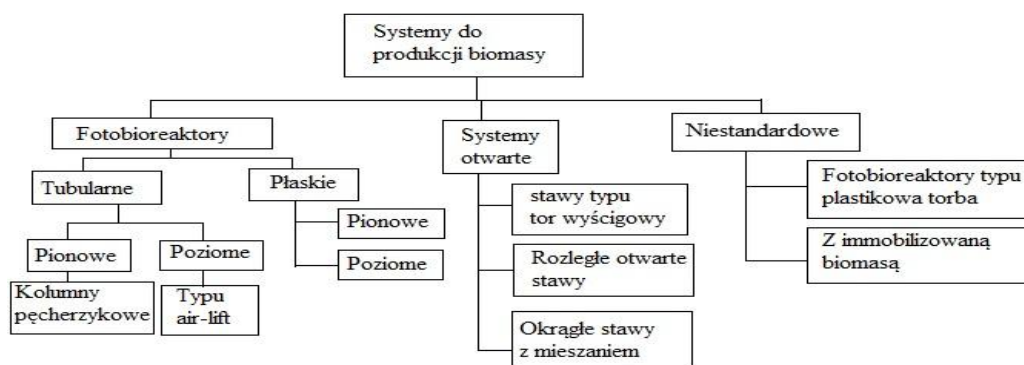 Systemy do
produkcji biomasy
Fotobioreaktory
Systemy
otwarte
Niestandardowe
Tubularne
Płaskie
stawy typu
tor wyścigowy
Fotobioreaktory typu
plastikowa torba
Pionowe
Poziome
Pionowe
Poziome
Rozległe otwarte
stawy
Z immobilizowaną
biomasą
Kolumny
pęcherzykowe
Typu
air-lift
Okrągłe stawy
z mieszaniem